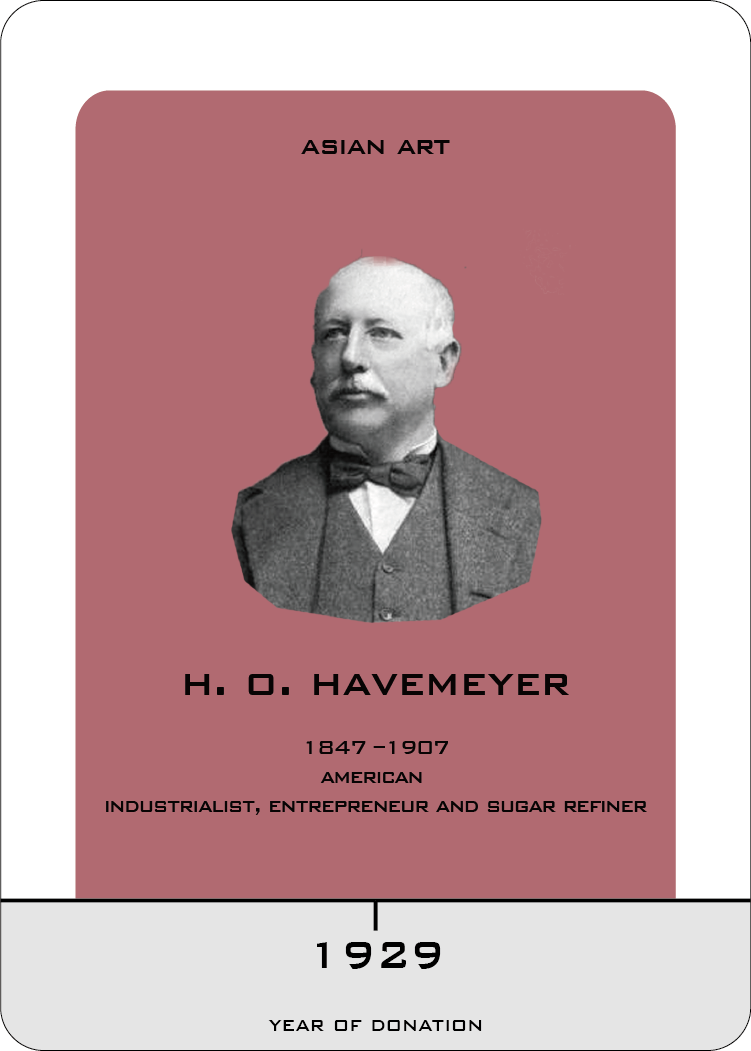 ASIAN ART
H. O. HAVEMEYER
1847 –1907
AMERICAN
INDUSTRIALIST, ENTREPRENEUR AND SUGAR REFINER
1929
YEAR OF DONATION